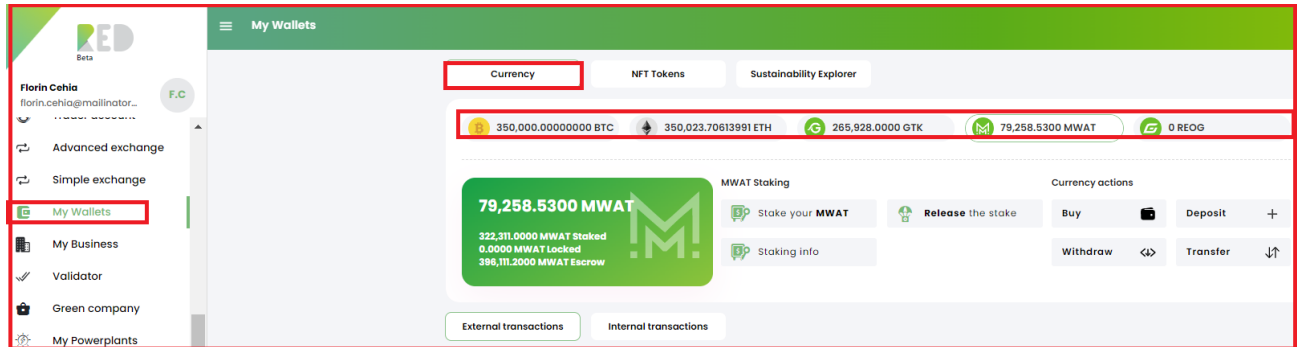 RED
Beta
My Wallets
Florin Cehia
florin.cehia@mailinator...
F.C
Trader account
Advanced exchange
Simple exchange
My Wallets
My Business
Validator
Green company
My Powerplants
Currency
NFT Tokens
Sustainability Explorer
350,000.00000000 BTC
350,023.70613991 ETH
265,928.0000 GTK
79,258.5300 MWAT
0 REOG
79,258.5300 MWAT
322,311.0000 MWAT Staked
0.0000 MWAT Locked
396,111.2000 MWAT Escrow
MWAT Staking
Stake your MWAT
Release the stake
Staking info
Currency actions
Buy
Deposit
Withdraw
Transfer
External transactions
Internal transactions